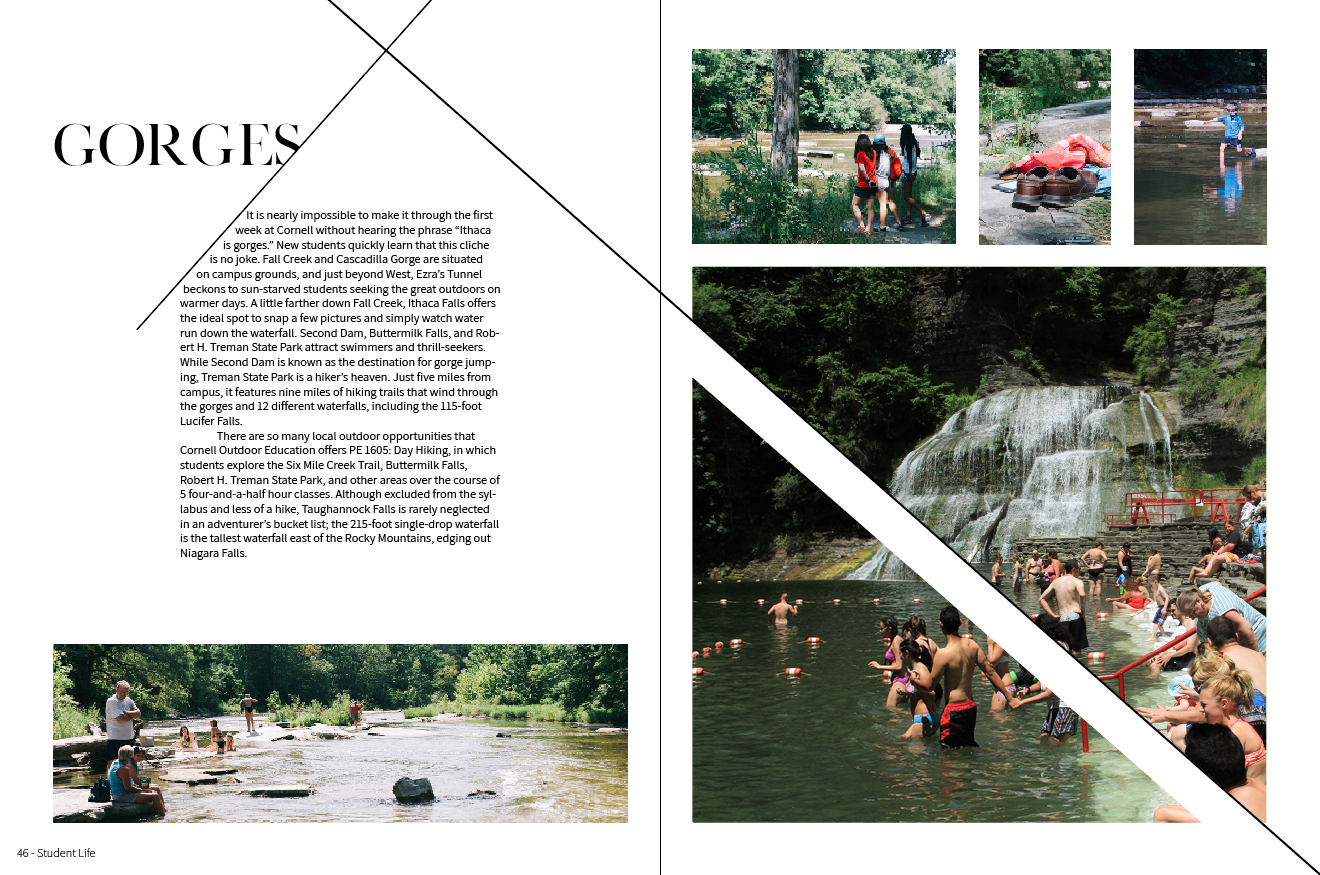 GORGES
It is nearly impossible to make it through the first
week at Cornell without hearing the phrase “Ithaca
is gorges.” New students quickly learn that this cliche
is no joke. Fall Creek and Cascadilla Gorge are situated
on campus grounds, and just beyond West, Ezra’s Tunnel
beckons to sun-starved students seeking the great outdoors on
warmer days. A little farther down Fall Creek, Ithaca Falls offers
the ideal spot to snap a few pictures and simply watch water
run down the waterfall. Second Dam, Buttermilk Falls, and Rob-
ert H. Treman State Park attract swimmers and thrill-seekers.
While Second Dam is known as the destination for gorge jump-
ing, Treman State Park is a hiker’s heaven. Just five miles from
campus, it features nine miles of hiking trails that wind through
the gorges and 12 different waterfalls, including the 115-foot
Lucifer Falls.
There are so many local outdoor opportunities that
Cornell Outdoor Education offers PE 1605: Day Hiking, in which
students explore the Six Mile Creek Trail, Buttermilk Falls,
Robert H. Treman State Park, and other areas over the course of
5 four-and-a-half hour classes. Although excluded from the syl-
labus and less of a hike, Taughannock Falls is rarely neglected
in an adventurer’s bucket list; the 215-foot single-drop waterfall
is the tallest waterfall east of the Rocky Mountains, edging out
Niagara Falls.
46 - Student Life